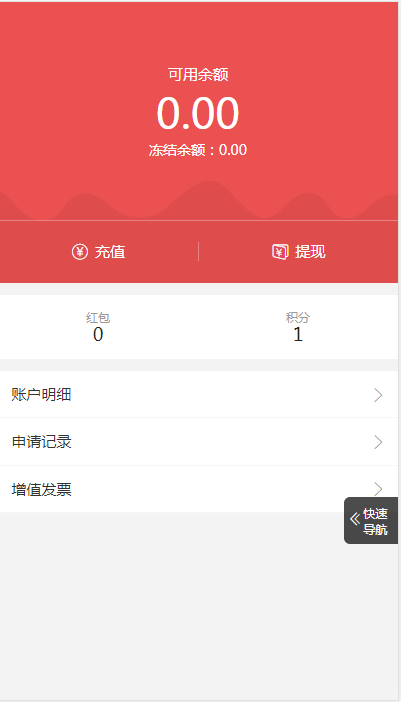 可用余额
0.00
冻结余额：0.00
充值
提现
红包
积分
0
1
账户明细
申请记录
增值发票
快速
导航